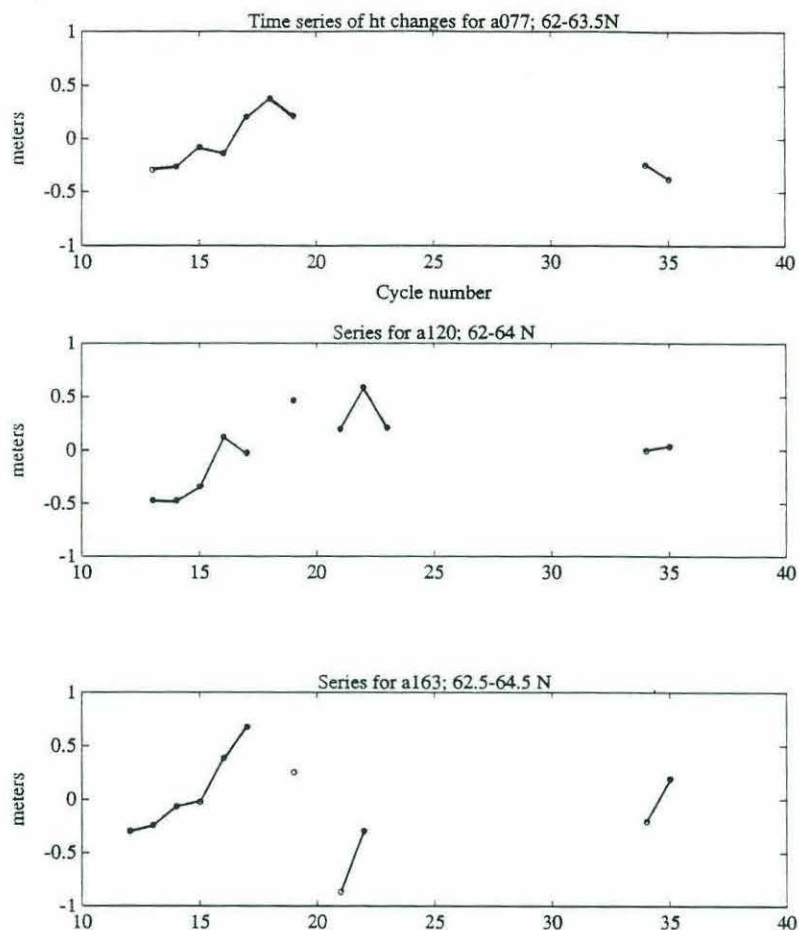 Time series of ht changes for a077; 62-63.5N
1
0.5
0
-0.5
-1
meters
10 15 20 25 30 35 40
Cycle number
Series for a120; 62-64 N
1
0.5
0
-0.5
-1
meters
10 15 20 25 30 35 40
Series for a163; 62.5-64.5 N
1
0.5
0
-0.5
-1
meters
10 15 20 25 30 35 40